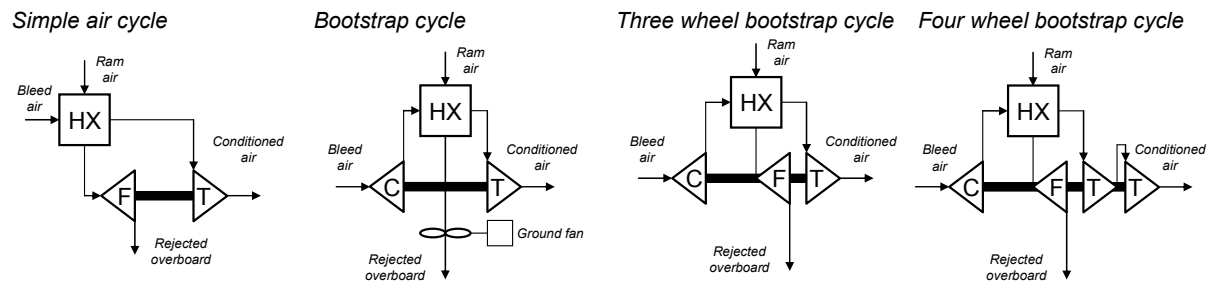 Simple air cycle
Ram
air
Bleed
air
HX
Conditioned
air
F
T
Rejected
overboard
Bootstrap cycle
Ram
air
HX
Bleed
air
Conditioned
air
C
T
Ground fan
Rejected
overboard
Three wheel bootstrap cycle
Ram
air
HX
Bleed
air
Conditioned
air
C
F
T
Rejected
overboard
Four wheel bootstrap cycle
Ram
air
HX
Bleed
air
Conditioned
air
C
F
T
T
Rejected
overboard